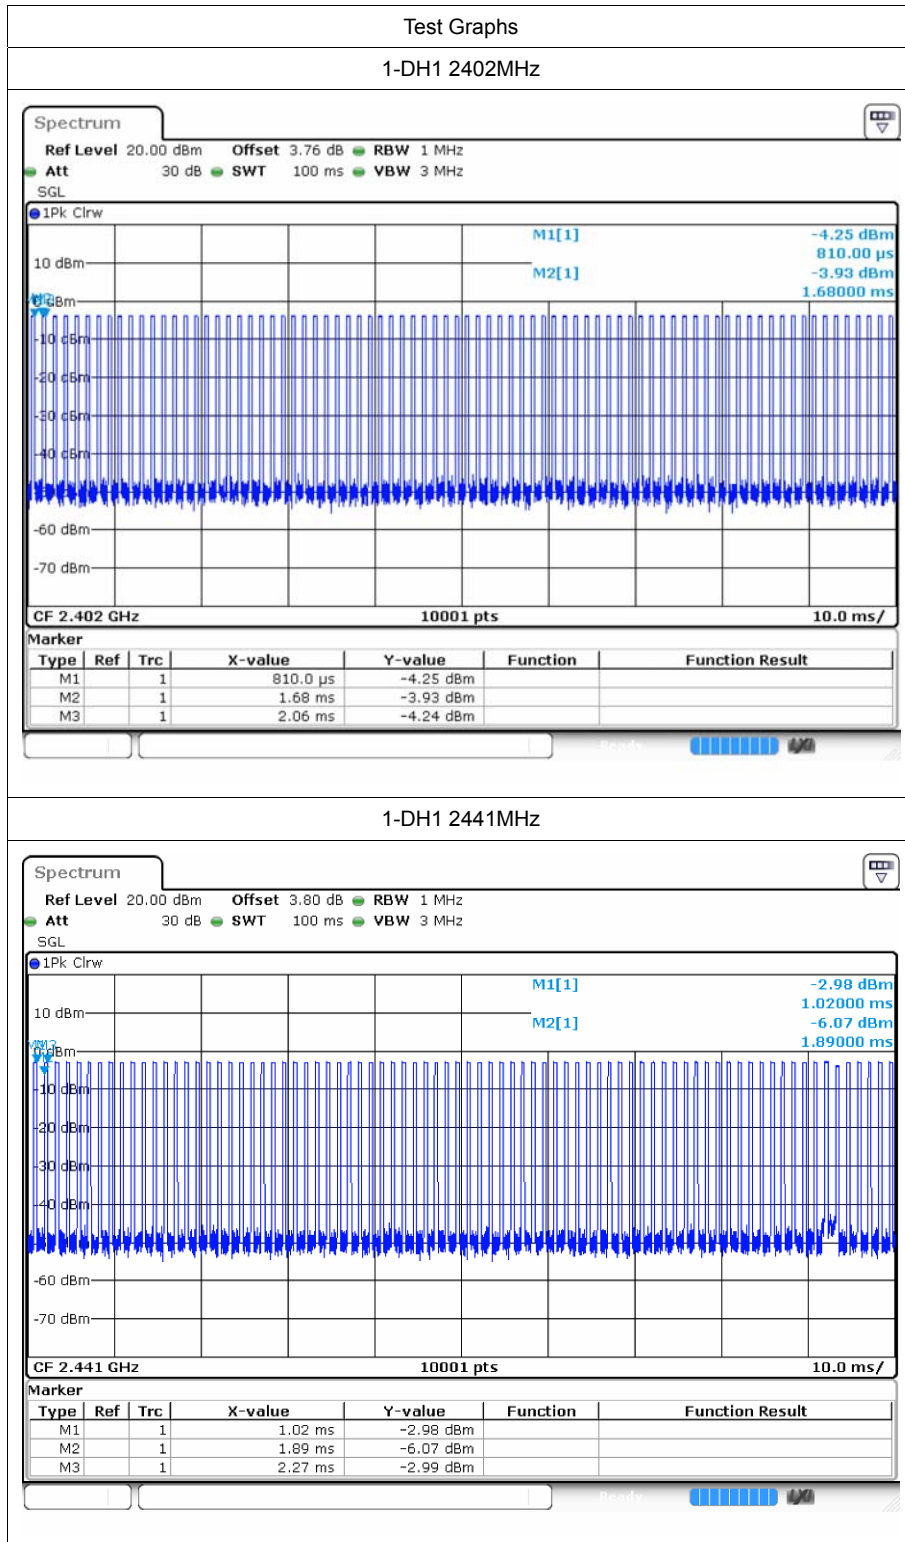 Test Graphs
1-DH1 2402MHz
Spectrum
Ref Level 20.00 dBm Offset 3.76 dB RBW 1 MHz
Att 30 dB SWT 100 ms VBW 3 MHz
SGL
1Pk Clrw
M1[1] -4.25 dBm
810.00 µs
10 dBm
M2[1] -3.93 dBm
1.68000 ms
-10 dBm
-20 dBm
-30 dBm
-40 dBm
-60 dBm
-70 dBm
CF 2.402 GHz 10001 pts 10.0 ms/
Marker
Type Ref Trc X-value Y-value Function Function Result
M1 1 810.0 µs -4.25 dBm
M2 1 1.68 ms -3.93 dBm
M3 1 2.06 ms -4.24 dBm
Ready
1-DH1 2441MHz
Spectrum
Ref Level 20.00 dBm Offset 3.80 dB RBW 1 MHz
Att 30 dB SWT 100 ms VBW 3 MHz
SGL
1Pk Clrw
M1[1] -2.98 dBm
1.02000 ms
10 dBm
M2[1] -6.07 dBm
1.89000 ms
-10 dBm
-20 dBm
-30 dBm
-40 dBm
-60 dBm
-70 dBm
CF 2.441 GHz 10001 pts 10.0 ms/
Marker
Type Ref Trc X-value Y-value Function Function Result
M1 1 1.02 ms -2.98 dBm
M2 1 1.89 ms -6.07 dBm
M3 1 2.27 ms -2.99 dBm
Ready